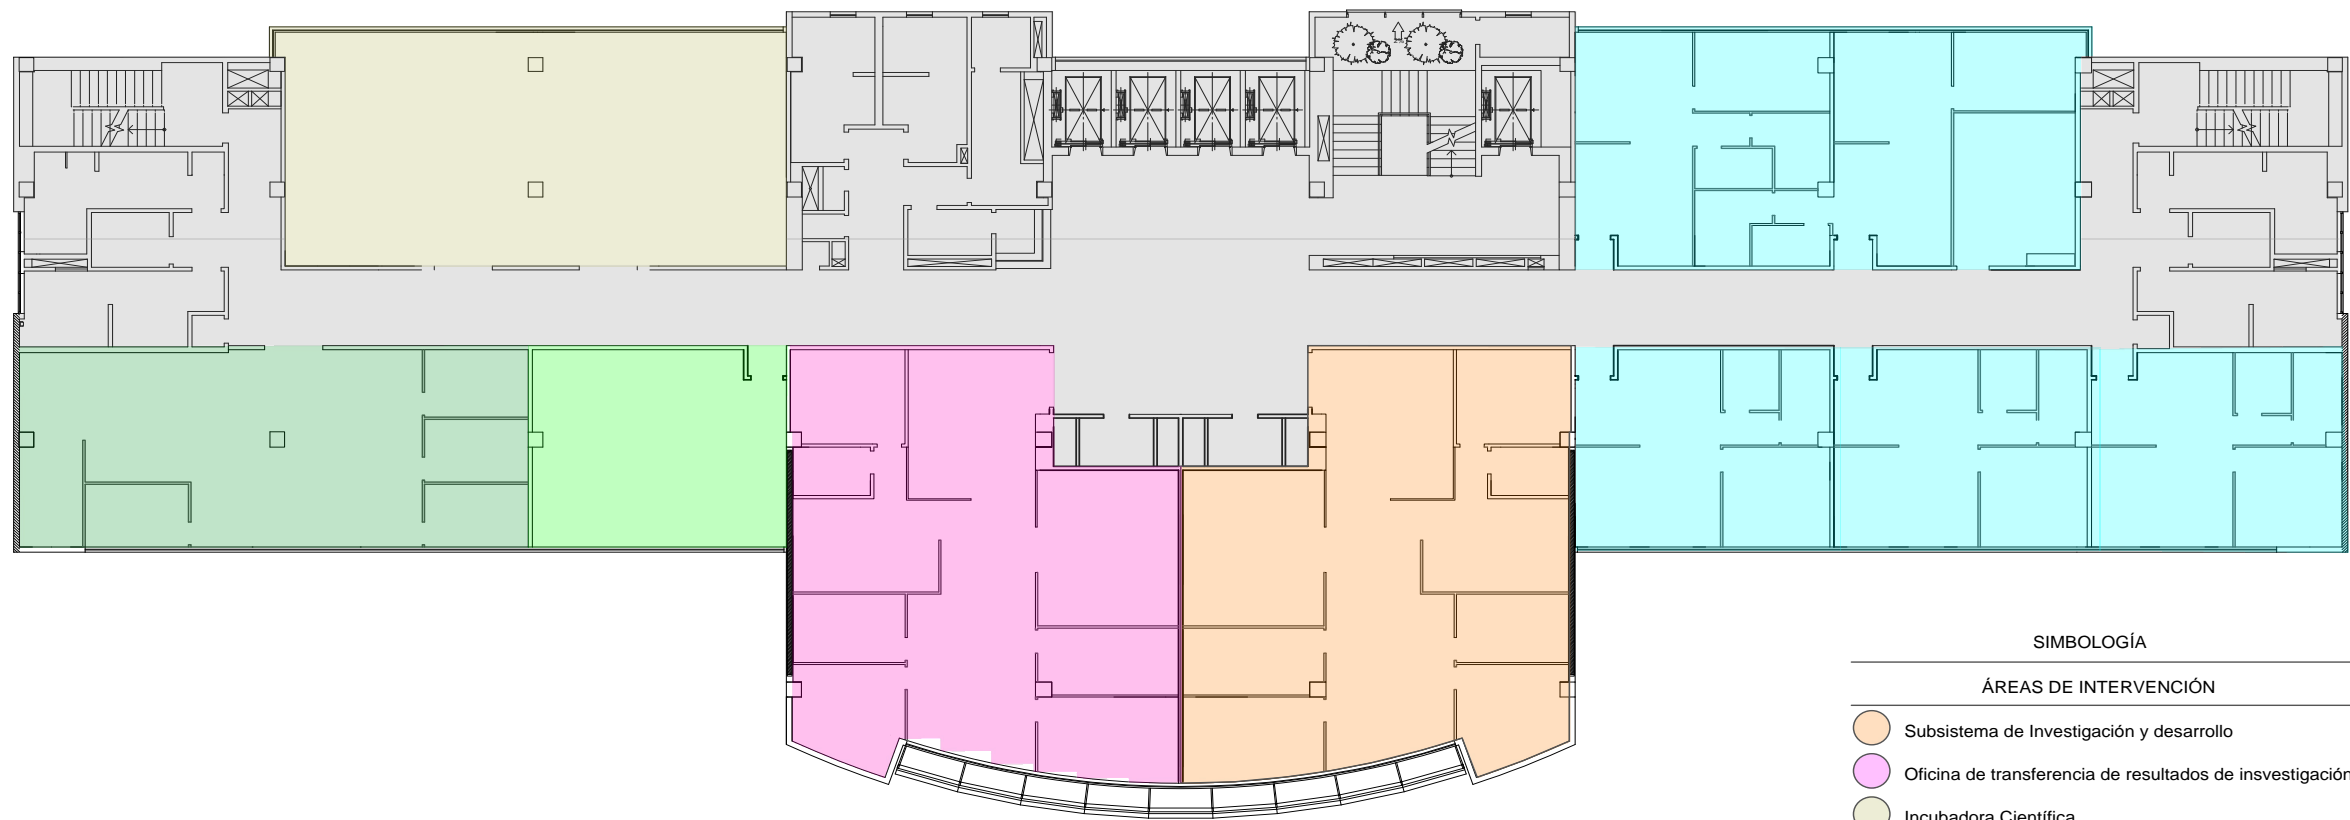 SIMBOLOGÍA
ÁREAS DE INTERVENCIÓN
Subsistema de Investigación y desarrollo
Oficina de transferencia de resultados de insvestigación
Incubadora Científica